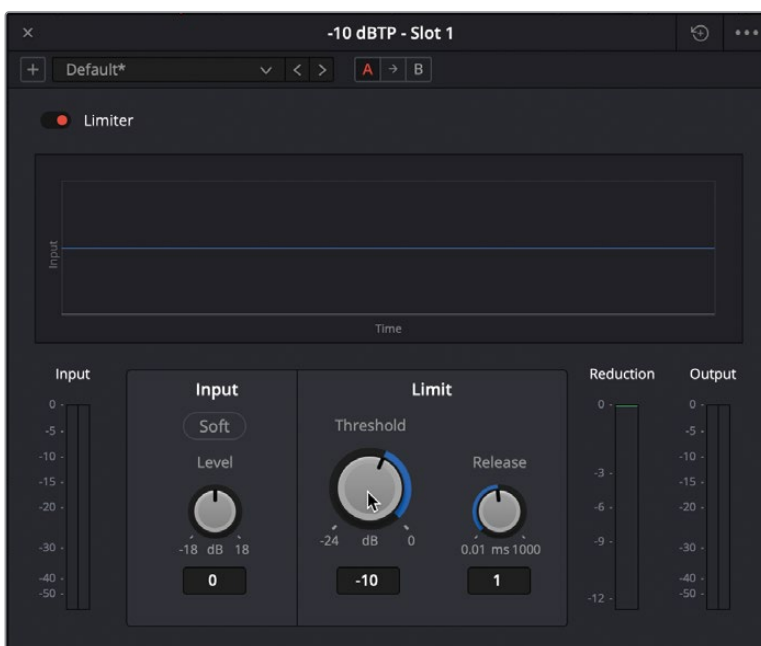 -10 dBTP - Slot 1
Default*
A B
Limiter
Input
Time
Input
0
-5
-10
-15
-20
-30
-40
-50
Input
Soft
Level
-18 dB 18
0
Limit
Threshold
-24 dB 0
-10
Release
0.01 ms 1000
1
Reduction
0
-3
-6
-9
-12
Output
0
-5
-10
-15
-20
-30
-40
-50